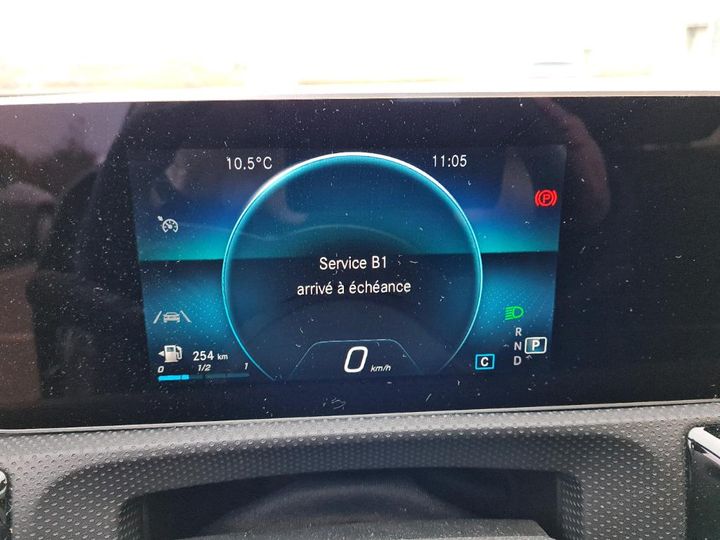 10.5°C 11:05
P
Service B1
arrivé à échéance
254 km
0 1/2 1
0 km/h
C
R
N P
D